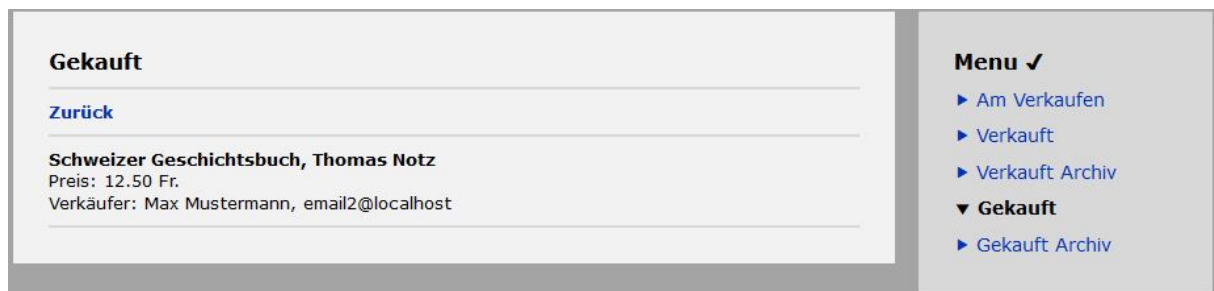 Gekauft
Zurück
Schweizer Geschichtsbuch, Thomas Notz
Preis: 12.50 Fr.
Verkäufer: Max Mustermann, email2@localhost
Menu ✔
▶ Am Verkaufen
▶ Verkauft
▶ Verkauft Archiv
▼ Gekauft
▶ Gekauft Archiv